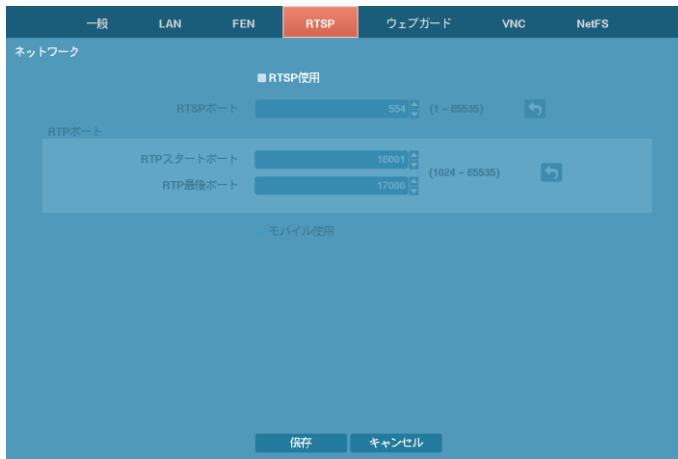 一般 LAN FEN RTSP ウェブガード VNC NetFS
ネットワーク
RTSP使用
RTSPポート 554 (1 ~ 65535)
RTPポート
RTPスタートポート 16001
(1024 ~ 65535)
RTP最後ポート 17000
モバイル使用
保存 キャンセル